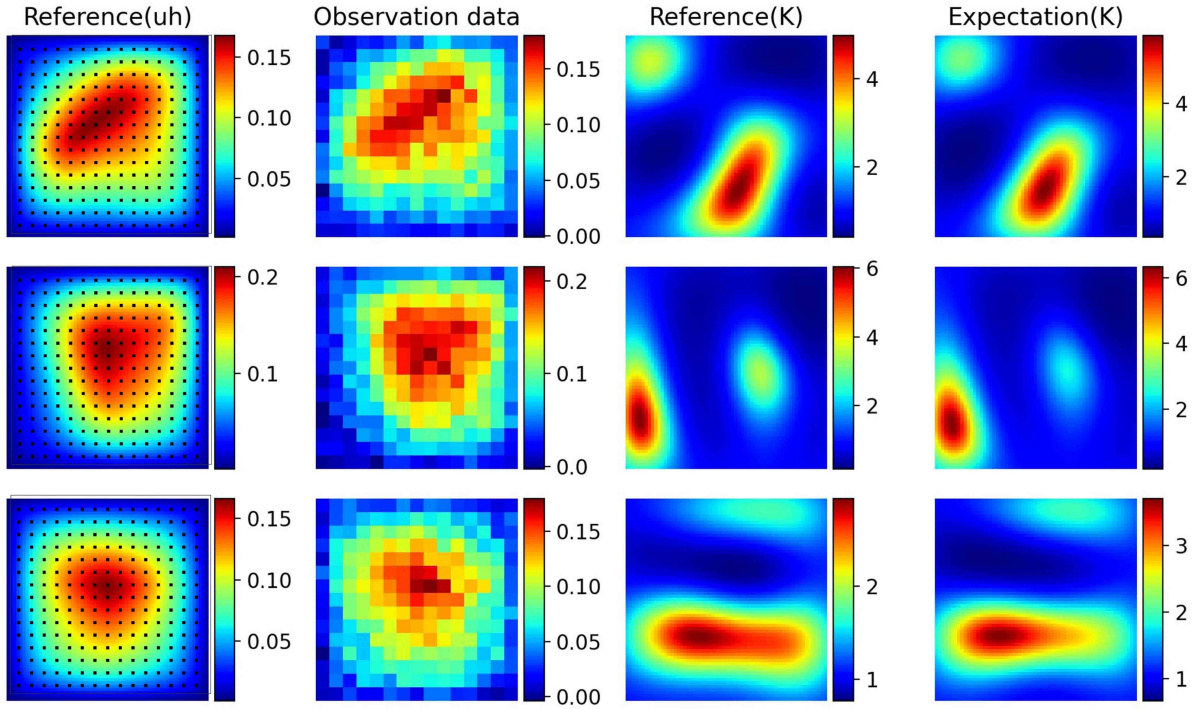 Reference(uh) Observation data Reference(K) Expectation(K)
0.15 0.15 4 4
0.10 0.10 2 2
0.05 0.05
0.00
0.2 0.2 6 6
0.1 0.1 4 4
0.0 2 2
0.15 0.15 2 3
0.10 0.10 1 2
0.05 0.05 1
0.00